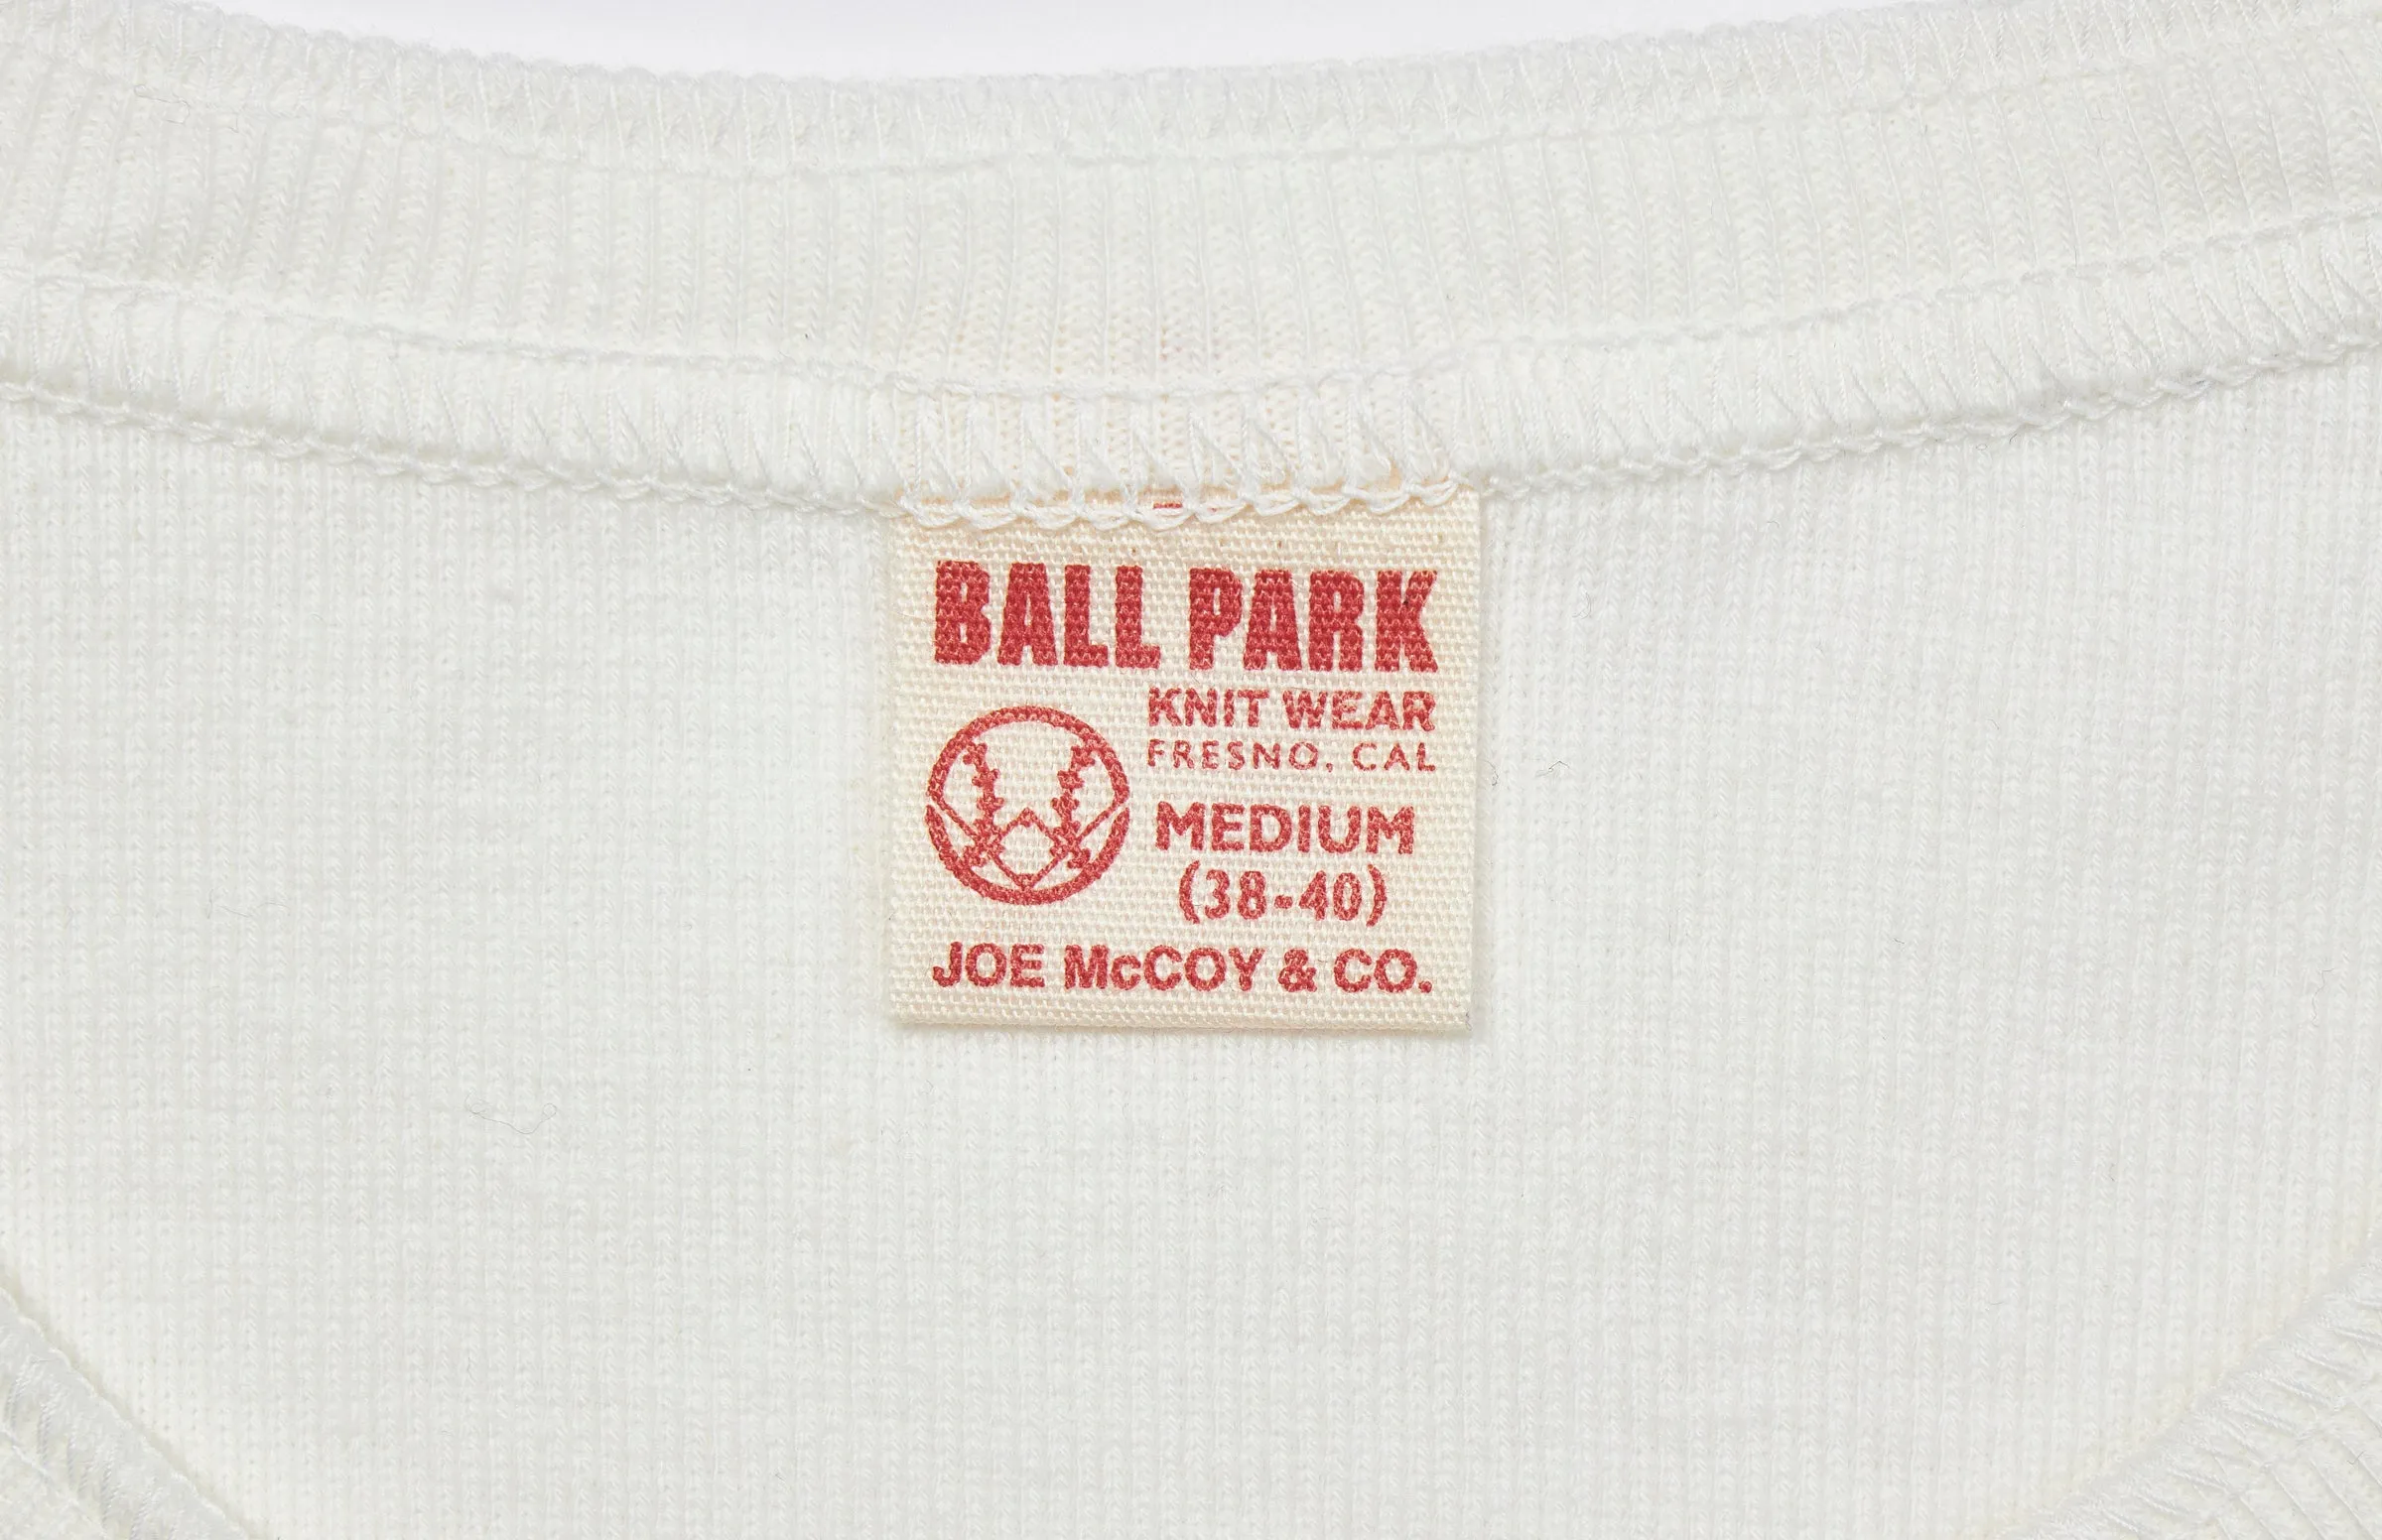 BALL PARK
KNIT WEAR
FRESNO, CAL
MEDIUM
(38-40)
JOE McCOY & CO.